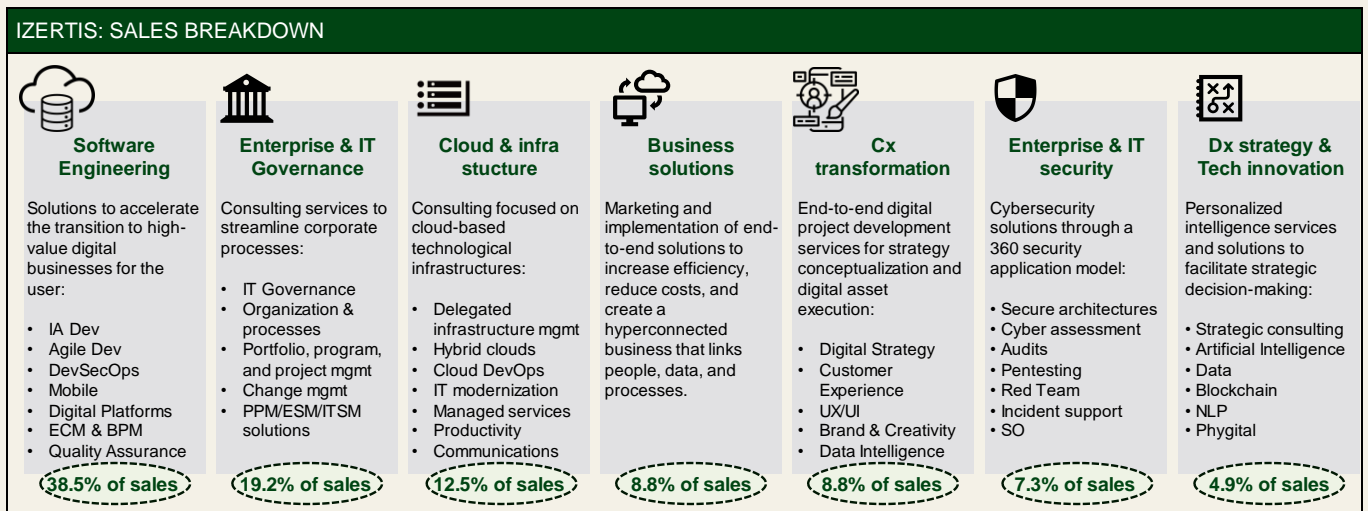 IZERTIS: SALES BREAKDOWN
Software
Engineering
Solutions to accelerate
the transition to high-
value digital
businesses for the
user:
• IA Dev
• Agile Dev
• DevSecOps
• Mobile
• Digital Platforms
• ECM & BPM
• Quality Assurance
38.5% of sales
Enterprise & IT
Governance
Consulting services to
streamline corporate
processes:
• IT Governance
• Organization &
processes
• Portfolio, program,
and project mgmt
• Change mgmt
• PPM/ESM/ITSM
solutions
19.2% of sales
Cloud & infra
stucture
Consulting focused on
cloud-based
technological
infrastructures:
• Delegated
infrastructure mgmt
• Hybrid clouds
• Cloud DevOps
• IT modernization
• Managed services
• Productivity
• Communications
12.5% of sales
Business
solutions
Marketing and
implementation of end-
to-end solutions to
increase efficiency,
reduce costs, and
create a
hyperconnected
business that links
people, data, and
processes.
8.8% of sales
Cx
transformation
End-to-end digital
project development
services for strategy
conceptualization and
digital asset
execution:
• Digital Strategy
• Customer
Experience
• UX/UI
• Brand & Creativity
• Data Intelligence
8.8% of sales
Enterprise & IT
security
Cybersecurity
solutions through a
360 security
application model:
• Secure architectures
• Cyber assessment
• Audits
• Pentesting
• Red Team
• Incident support
• SO
7.3% of sales
Dx strategy &
Tech innovation
Personalized
intelligence services
and solutions to
facilitate strategic
decision-making:
• Strategic consulting
• Artificial Intelligence
• Data
• Blockchain
• NLP
• Phygital
4.9% of sales